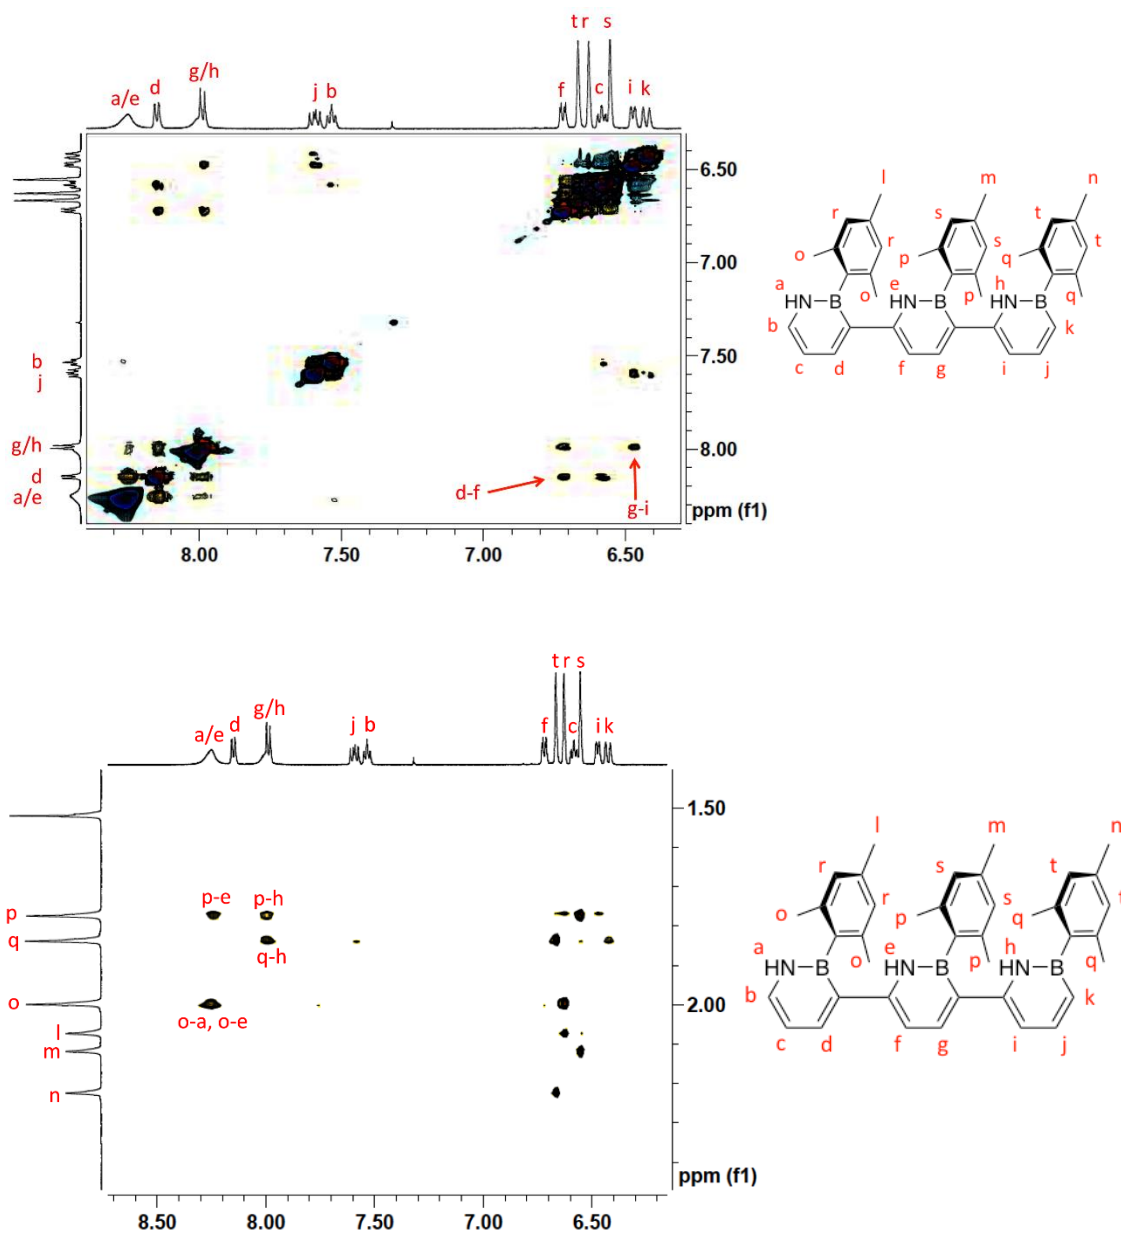 t r s
g/h
a/e d j b f c i k
6.50
7.00
b
j
7.50
g/h
d
a/e
8.00
d-f
g-i
ppm (f1)
8.00 7.50 7.00 6.50
l m n
r s t
o r p s q t
a e h
HN B o HN B p HN B q
b k
c d f g i j
t r s
g/h
a/e d j b f c i k
1.50
p
p-e p-h
q
q-h
o
2.00
o-a, o-e
l
m
n
ppm (f1)
8.50 8.00 7.50 7.00 6.50
l m n
r s t
o r p s q t
a e h
HN B o HN B p HN B q
b k
c d f g i j